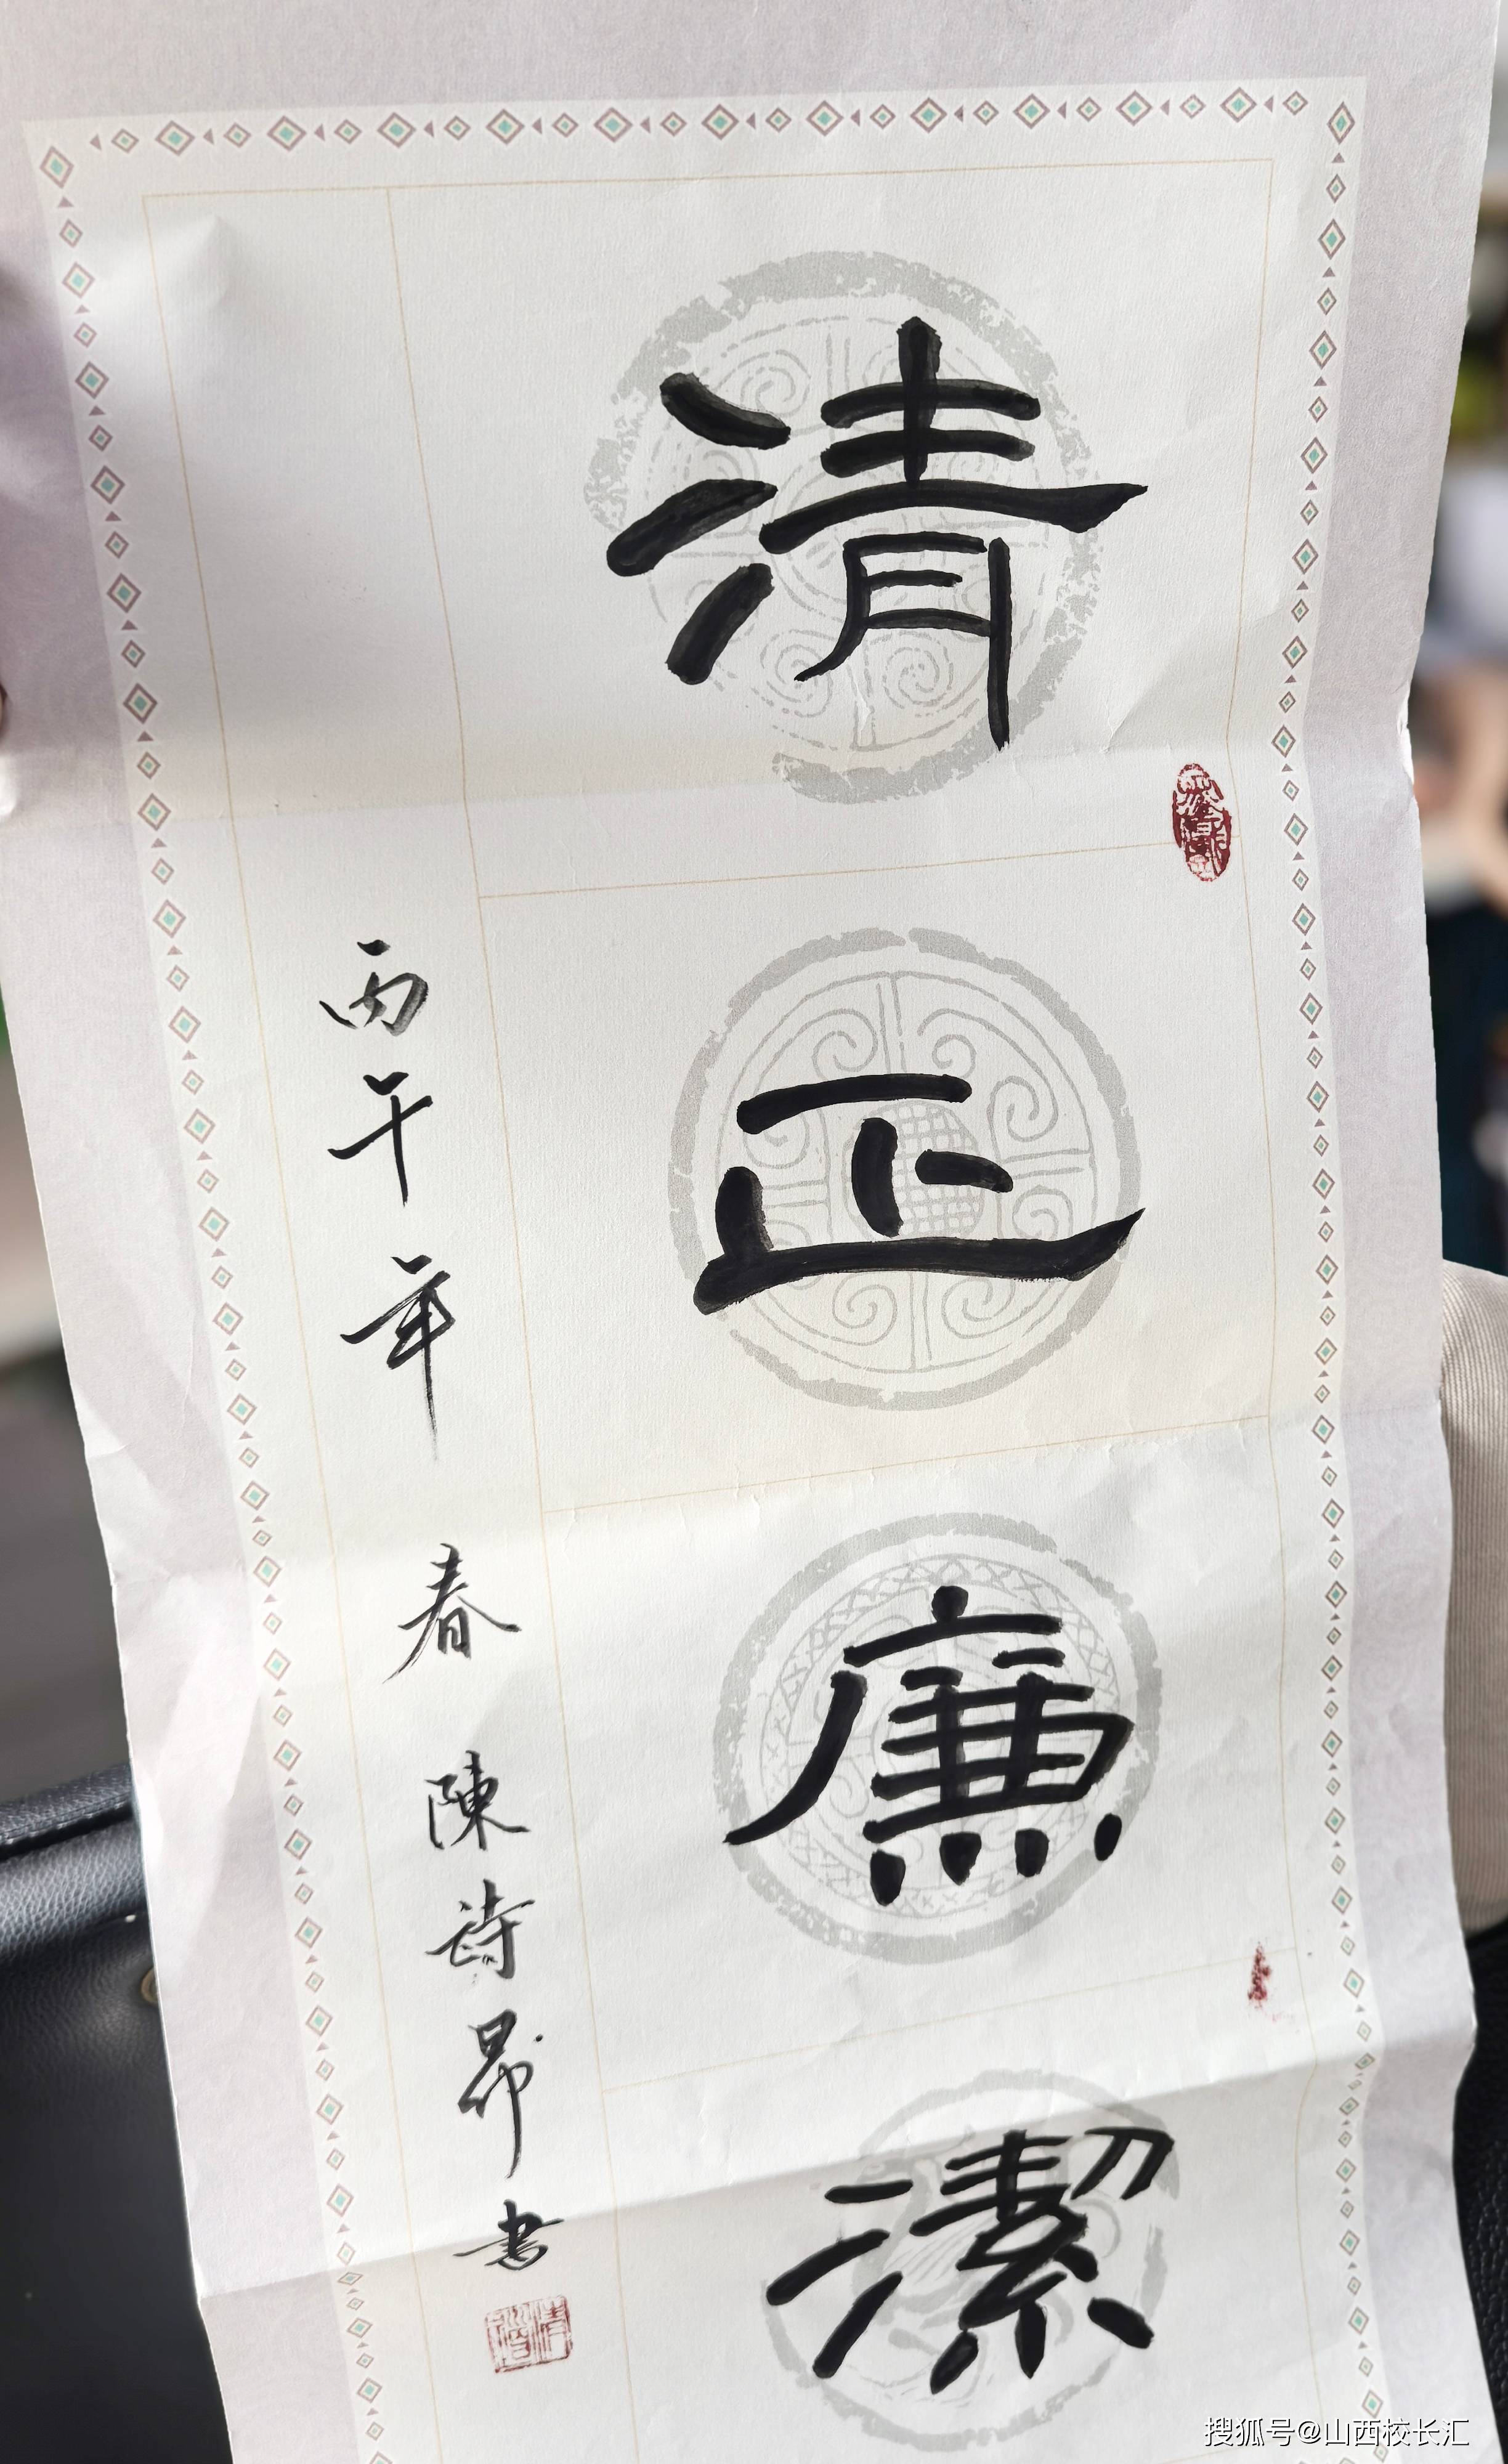 清正廉潔
丙午年 春 陳詩昂書
搜狐号@山西校长汇